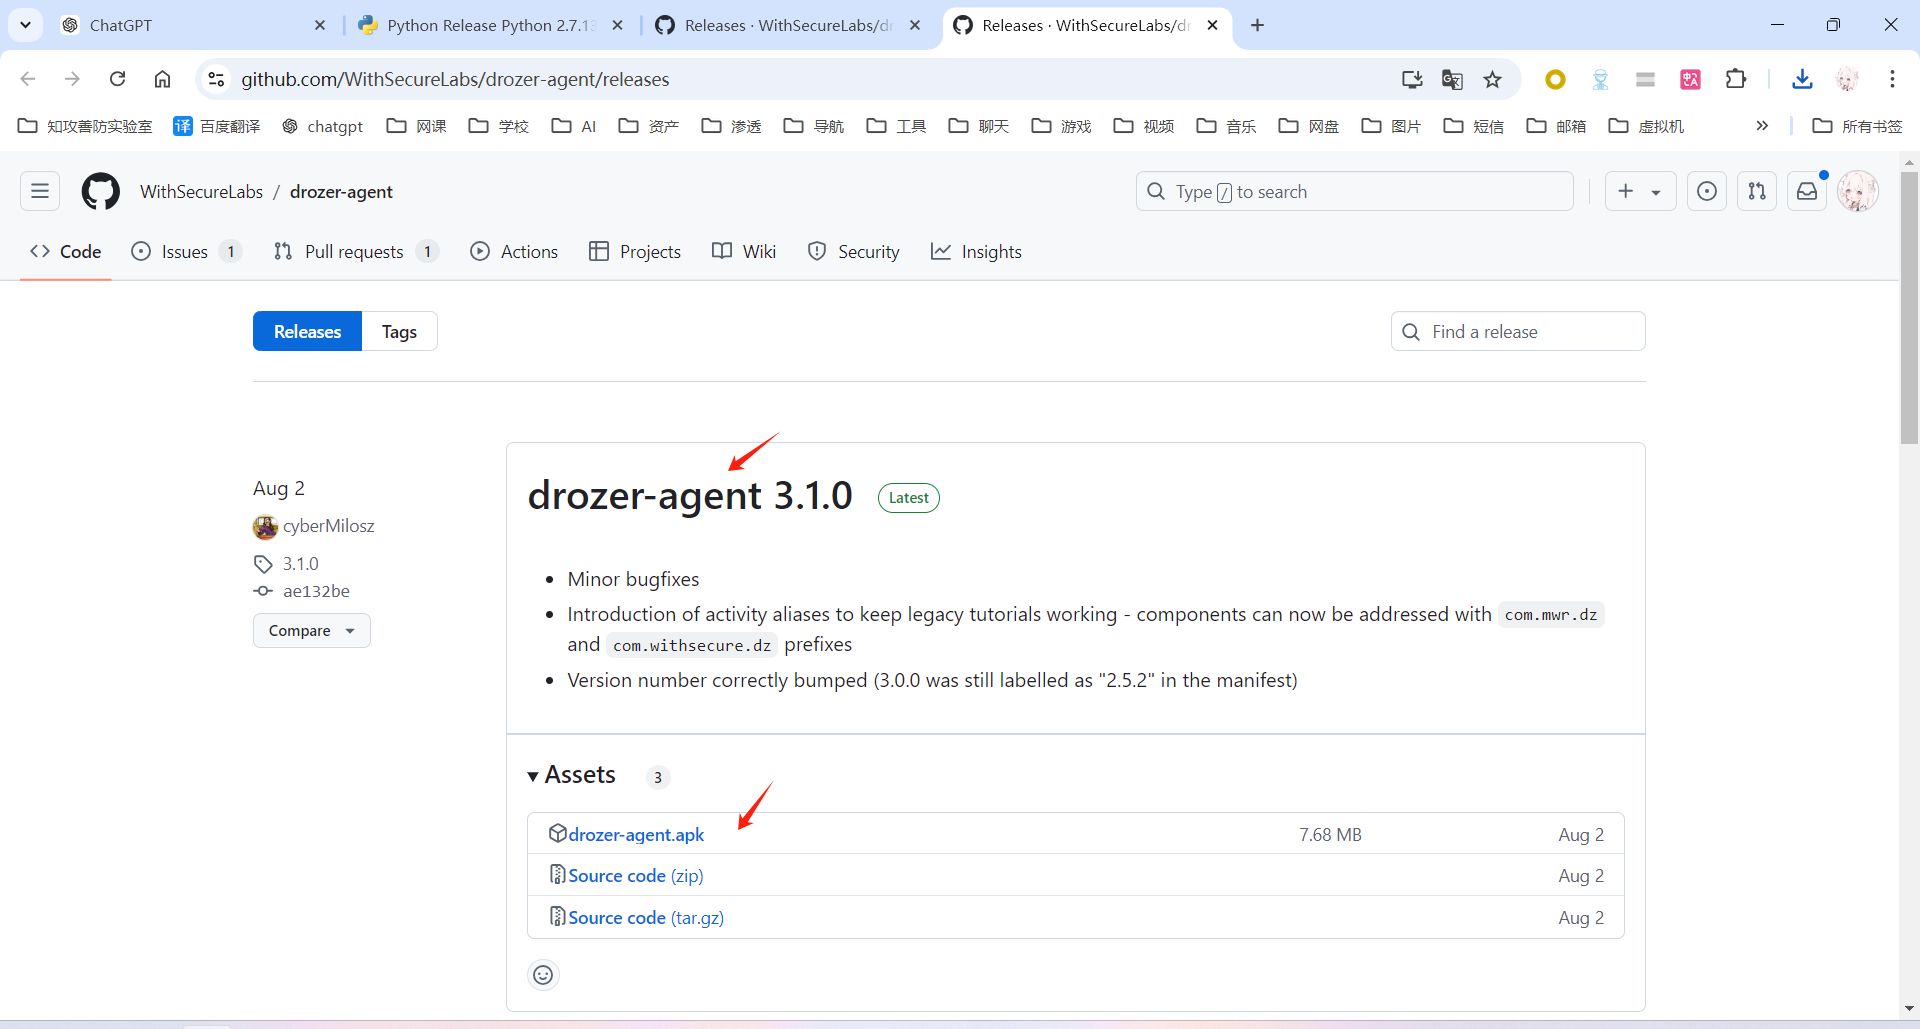 ChatGPT
Python Release Python 2.7.13
Releases · WithSecureLabs/dr
Releases · WithSecureLabs/dr
github.com/WithSecureLabs/drozer-agent/releases
知攻善防实验室 译 百度翻译 chatgpt 网课 学校 AI 资产 渗透 导航 工具 聊天 游戏 视频 音乐 网盘 图片 短信 邮箱 虚拟机 » 所有书签
WithSecureLabs / drozer-agent
Type / to search
Code Issues 1 Pull requests 1 Actions Projects Wiki Security Insights
Releases Tags
Find a release
Aug 2
cyberMilosz
3.1.0
ae132be
Compare
drozer-agent 3.1.0 Latest
• Minor bugfixes
• Introduction of activity aliases to keep legacy tutorials working - components can now be addressed with com.mwr.dz
and com.withsecure.dz prefixes
• Version number correctly bumped (3.0.0 was still labelled as "2.5.2" in the manifest)
Assets 3
drozer-agent.apk 7.68 MB Aug 2
Source code (zip) Aug 2
Source code (tar.gz) Aug 2